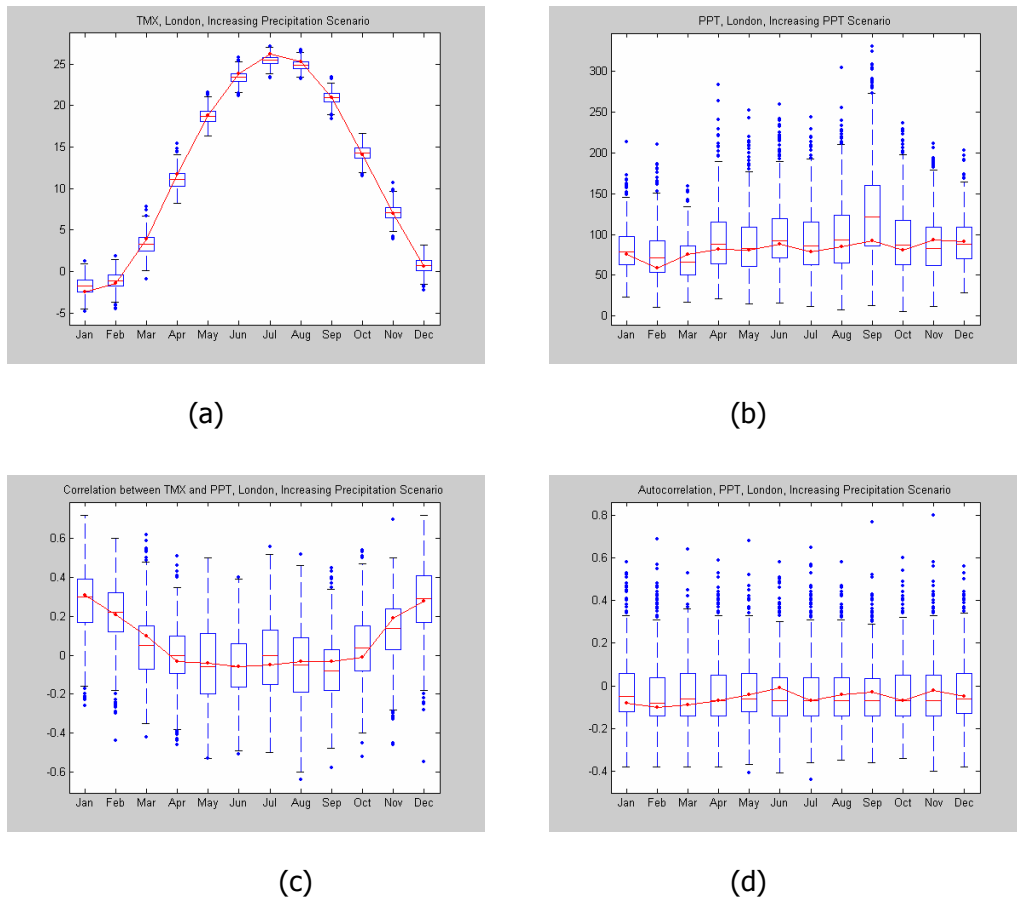 TMX, London, Increasing Precipitation Scenario
25
20
15
10
5
0
-5
Jan Feb Mar Apr May Jun Jul Aug Sep Oct Nov Dec
(a)
PPT, London, Increasing PPT Scenario
300
250
200
150
100
50
0
Jan Feb Mar Apr May Jun Jul Aug Sep Oct Nov Dec
(b)
Correlation between TMX and PPT, London, Increasing Precipitation Scenario
0.6
0.4
0.2
0
-0.2
-0.4
-0.6
Jan Feb Mar Apr May Jun Jul Aug Sep Oct Nov Dec
(c)
Autocorrelation, PPT, London, Increasing Precipitation Scenario
0.8
0.6
0.4
0.2
0
-0.2
-0.4
Jan Feb Mar Apr May Jun Jul Aug Sep Oct Nov Dec
(d)